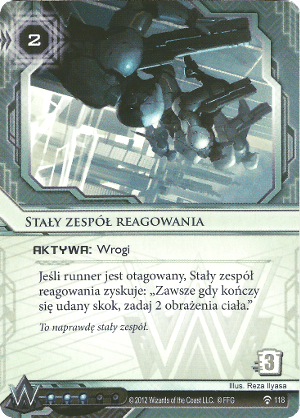 2
STAŁY ZESPÓŁ REAGOWANIA
AKTYWA: Wrogi
Jeśli runner jest otagowany, Stały zespół
reagowania zyskuje: „Zawsze gdy kończy
się udany skok, zadaj 2 obrażenia ciała.”
To naprawdę stały zespół.
3
Illus. Reza Ilyasa
© 2012 Wizards of the Coast LLC. © FFG
118